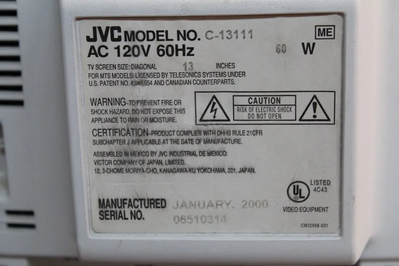 JVC MODEL NO. C-13111 ME
AC 120V 60Hz 60 W
TV SCREEN SIZE: DIAGONAL 13 INCHES
FOR MTS MODELS LICENSED BY TELESONICS SYSTEMS UNDER
U.S. PATENT NO. AND CANADIAN COUNTERPARTS.
WARNING-TO PREVENT FIRE OR
SHOCK HAZARD, DO NOT EXPOSE THIS
APPLIANCE TO RAIN OR MOISTURE.
CAUTION
RISK OF ELECTRIC SHOCK
DO NOT OPEN
CERTIFICATION-PRODUCT COMPLIES WITH DHHS RULE 21CFR
SUBCHAPTER J APPLICABLE AT THE DATE OF MANUFACTURE.
ASSEMBLED IN MEXICO BY JVC INDUSTRIAL DE MEXICO.
VICTOR COMPANY OF JAPAN, LIMITED.
12, 3-CHOME MORIYA-CHO, KANAGAWA-KU YOKOHAMA, 221, JAPAN.
UL LISTED
4C43
VIDEO EQUIPMENT
MANUFACTURED JANUARY, 2000
SERIAL NO. 06510314